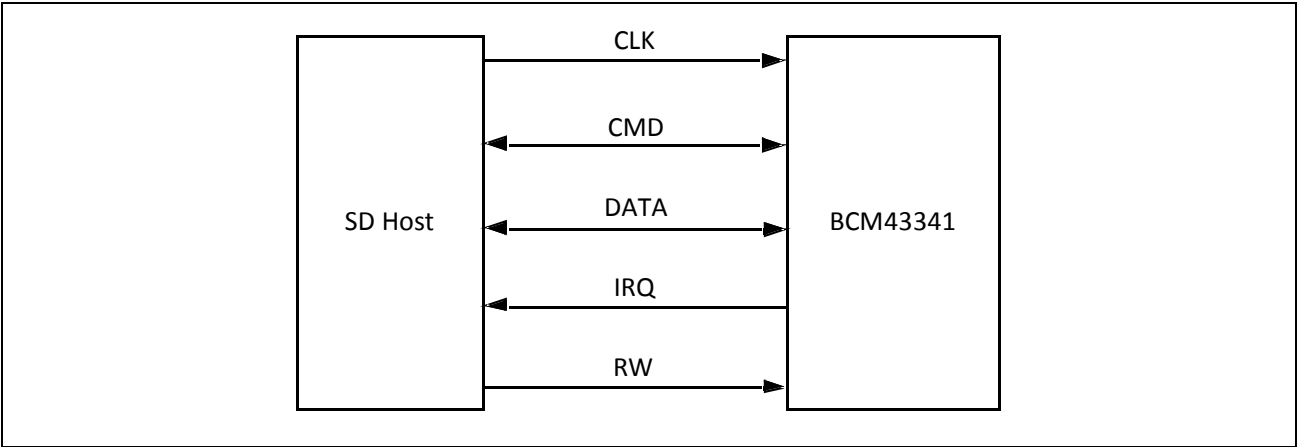 CLK
CMD
DATA
SD Host
BCM43341
IRQ
RW